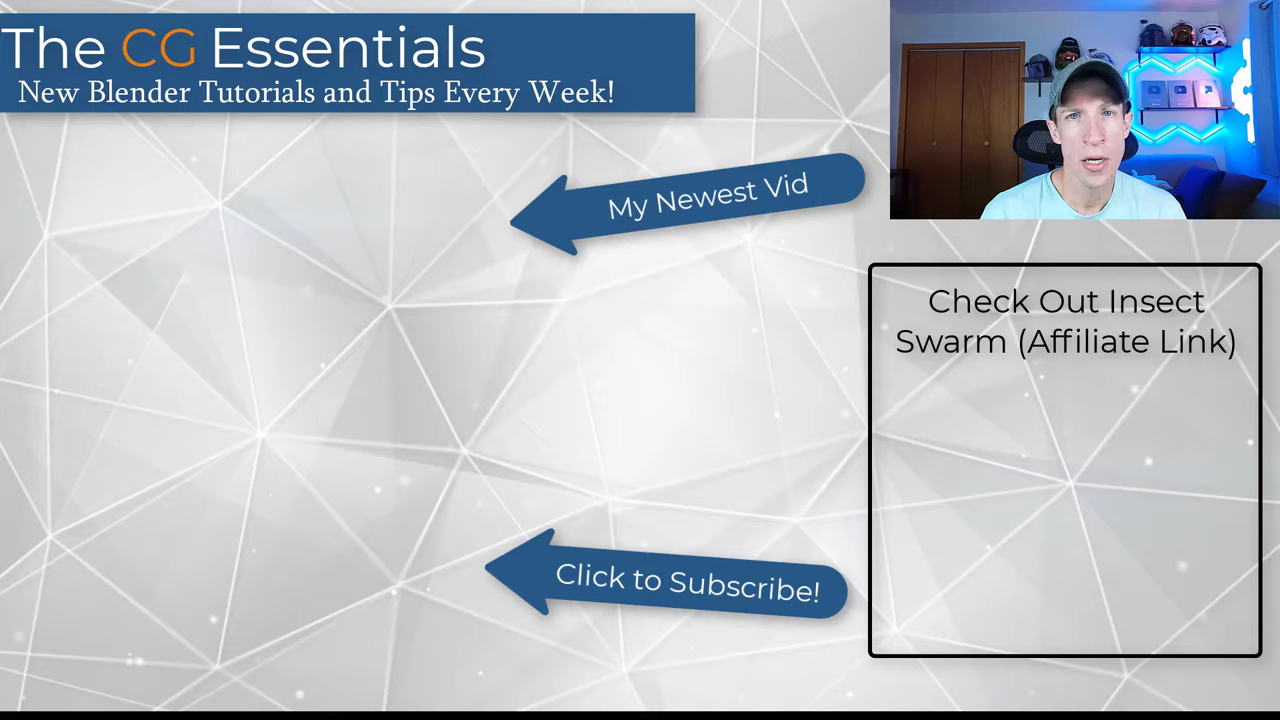 The CG Essentials
New Blender Tutorials and Tips Every Week!
My Newest Vid
Check Out Insect
Swarm (Affiliate Link)
Click to Subscribe!